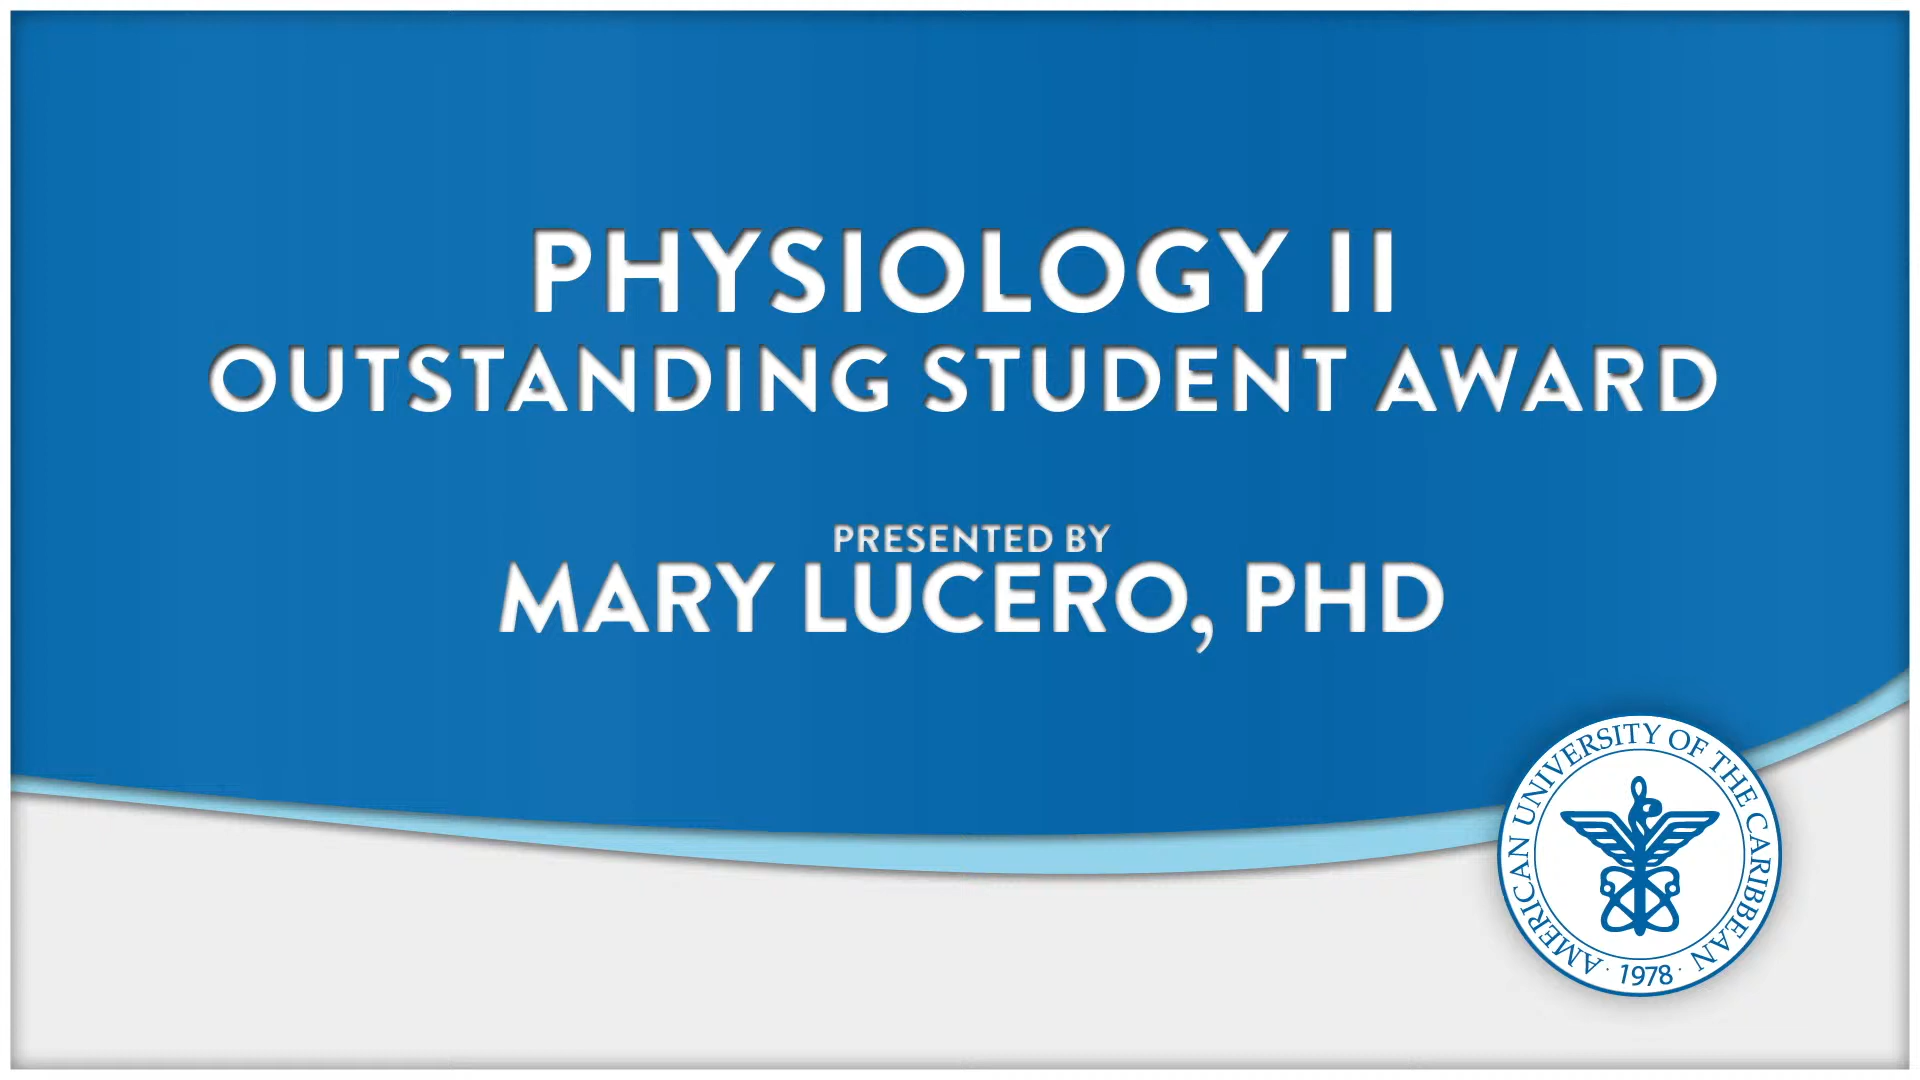 PHYSIOLOGY II
OUTSTANDING STUDENT AWARD
PRESENTED BY
MARY LUCERO, PHD
AMERICAN UNIVERSITY OF THE CARIBBEAN
· 1978 ·